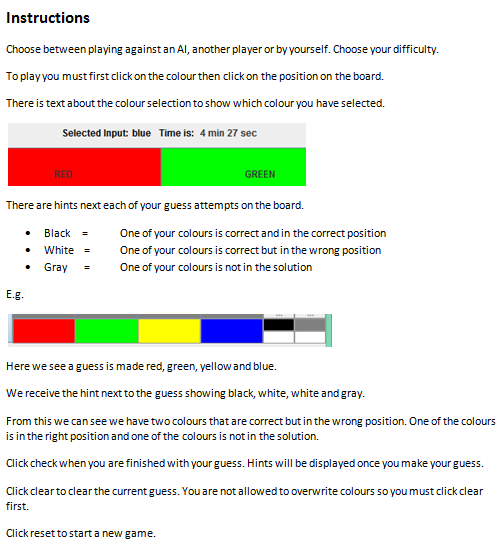 Instructions
Choose between playing against an AI, another player or by yourself. Choose your difficulty.
To play you must first click on the colour then click on the position on the board.
There is text about the colour selection to show which colour you have selected.
Selected Input: blue Time is: 4 min 27 sec
RED GREEN
There are hints next each of your guess attempts on the board.
• Black = One of your colours is correct and in the correct position
• White = One of your colours is correct but in the wrong position
• Gray = One of your colours is not in the solution
E.g.
Here we see a guess is made red, green, yellow and blue.
We receive the hint next to the guess showing black, white, white and gray.
From this we can see we have two colours that are correct but in the wrong position. One of the colours
is in the right position and one of the colours is not in the solution.
Click check when you are finished with your guess. Hints will be displayed once you make your guess.
Click clear to clear the current guess. You are not allowed to overwrite colours so you must click clear
first.
Click reset to start a new game.